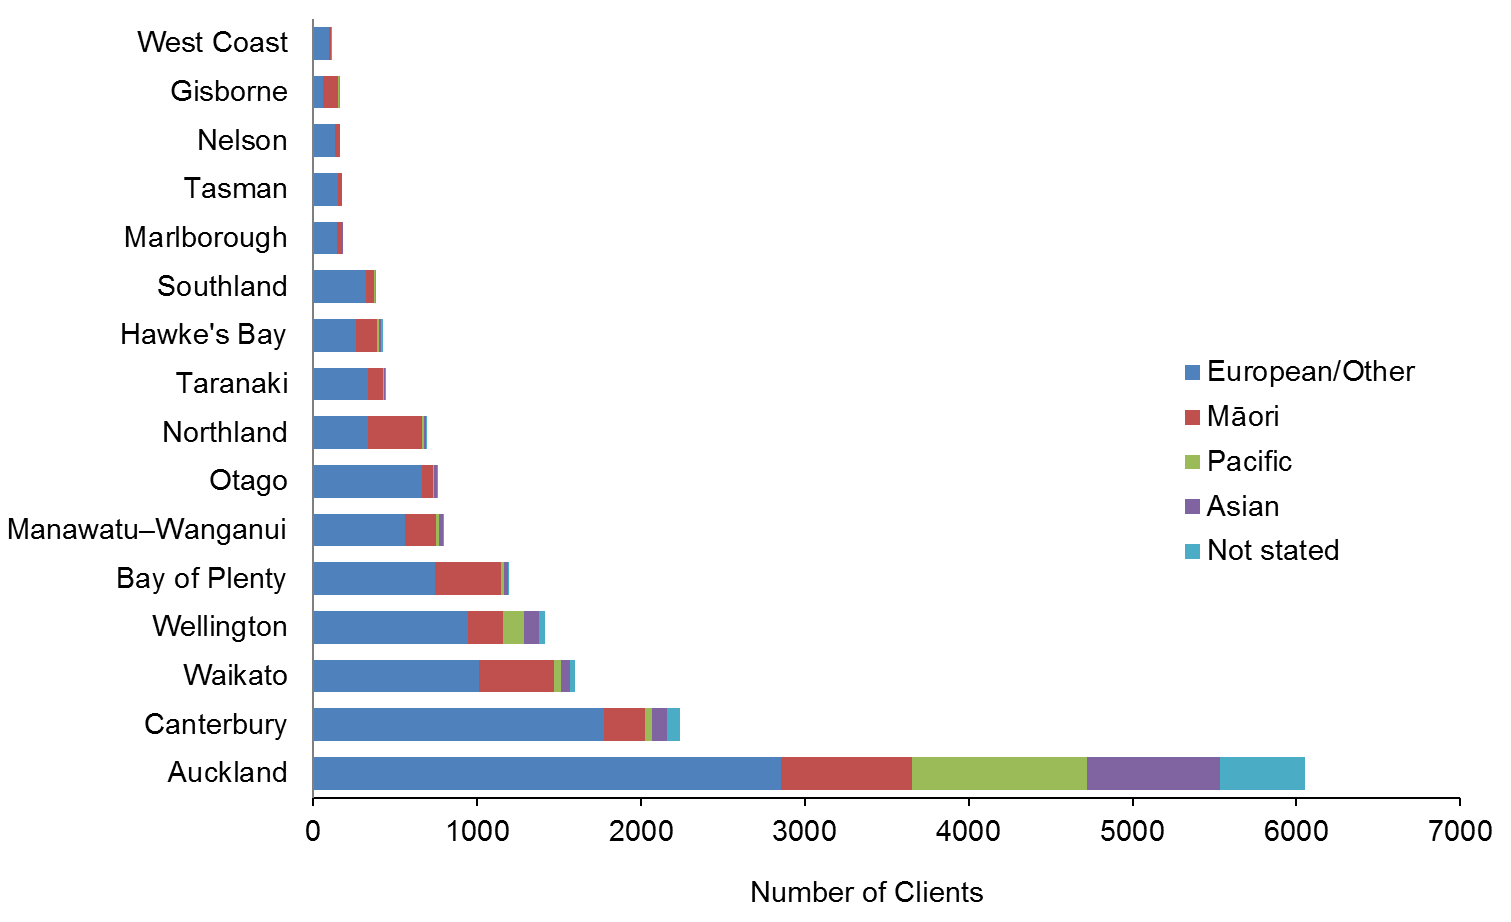 West Coast
Gisborne
Nelson
Tasman
Marlborough
Southland
Hawke's Bay
Taranaki
Northland
Otago
Manawatu–Wanganui
Bay of Plenty
Wellington
Waikato
Canterbury
Auckland
European/Other
Māori
Pacific
Asian
Not stated
0 1000 2000 3000 4000 5000 6000 7000
Number of Clients